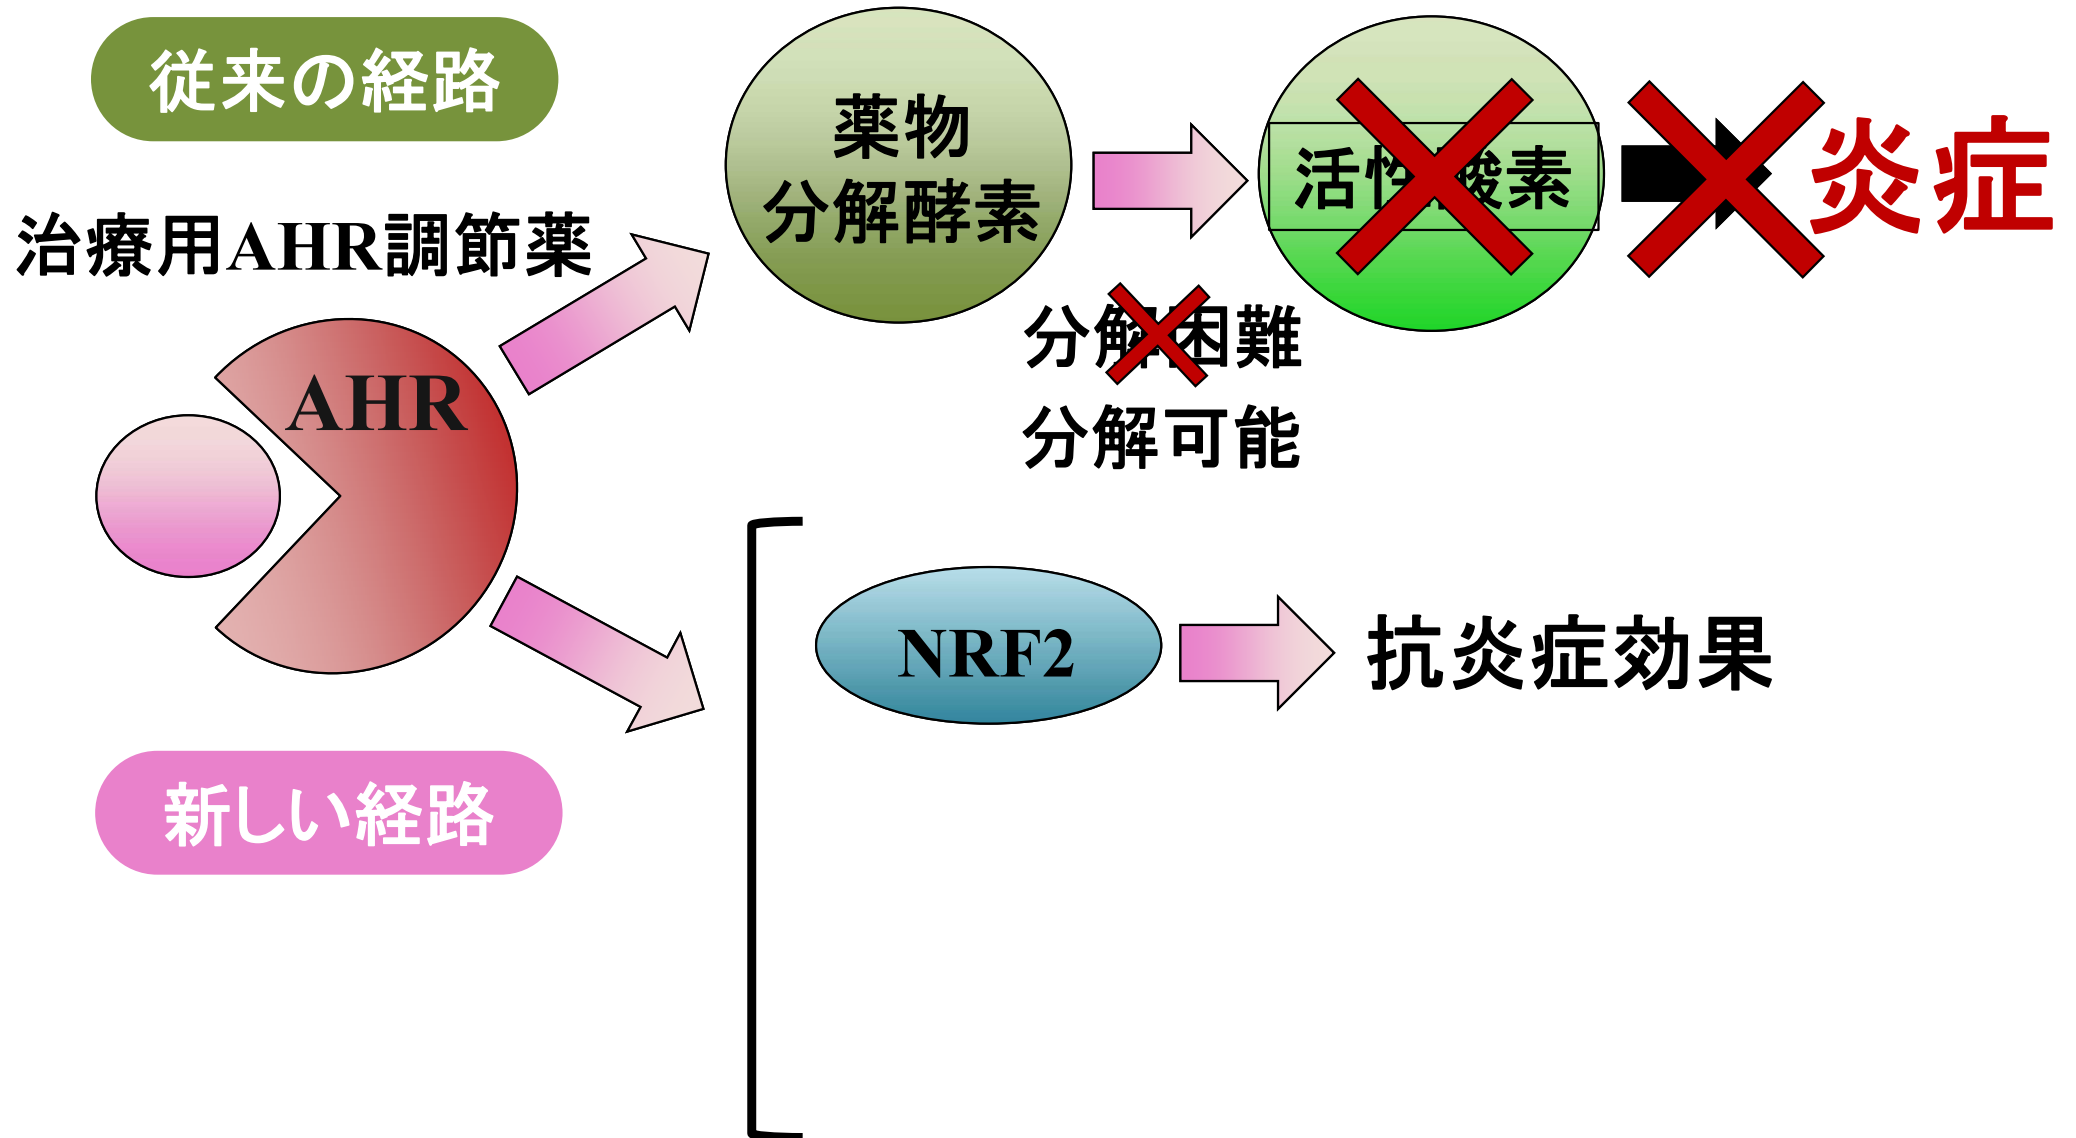 従来の経路
薬物
分解酵素
活性酸素
炎症
治療用AHR調節薬
分解困難
分解可能
AHR
NRF2
抗炎症効果
新しい経路